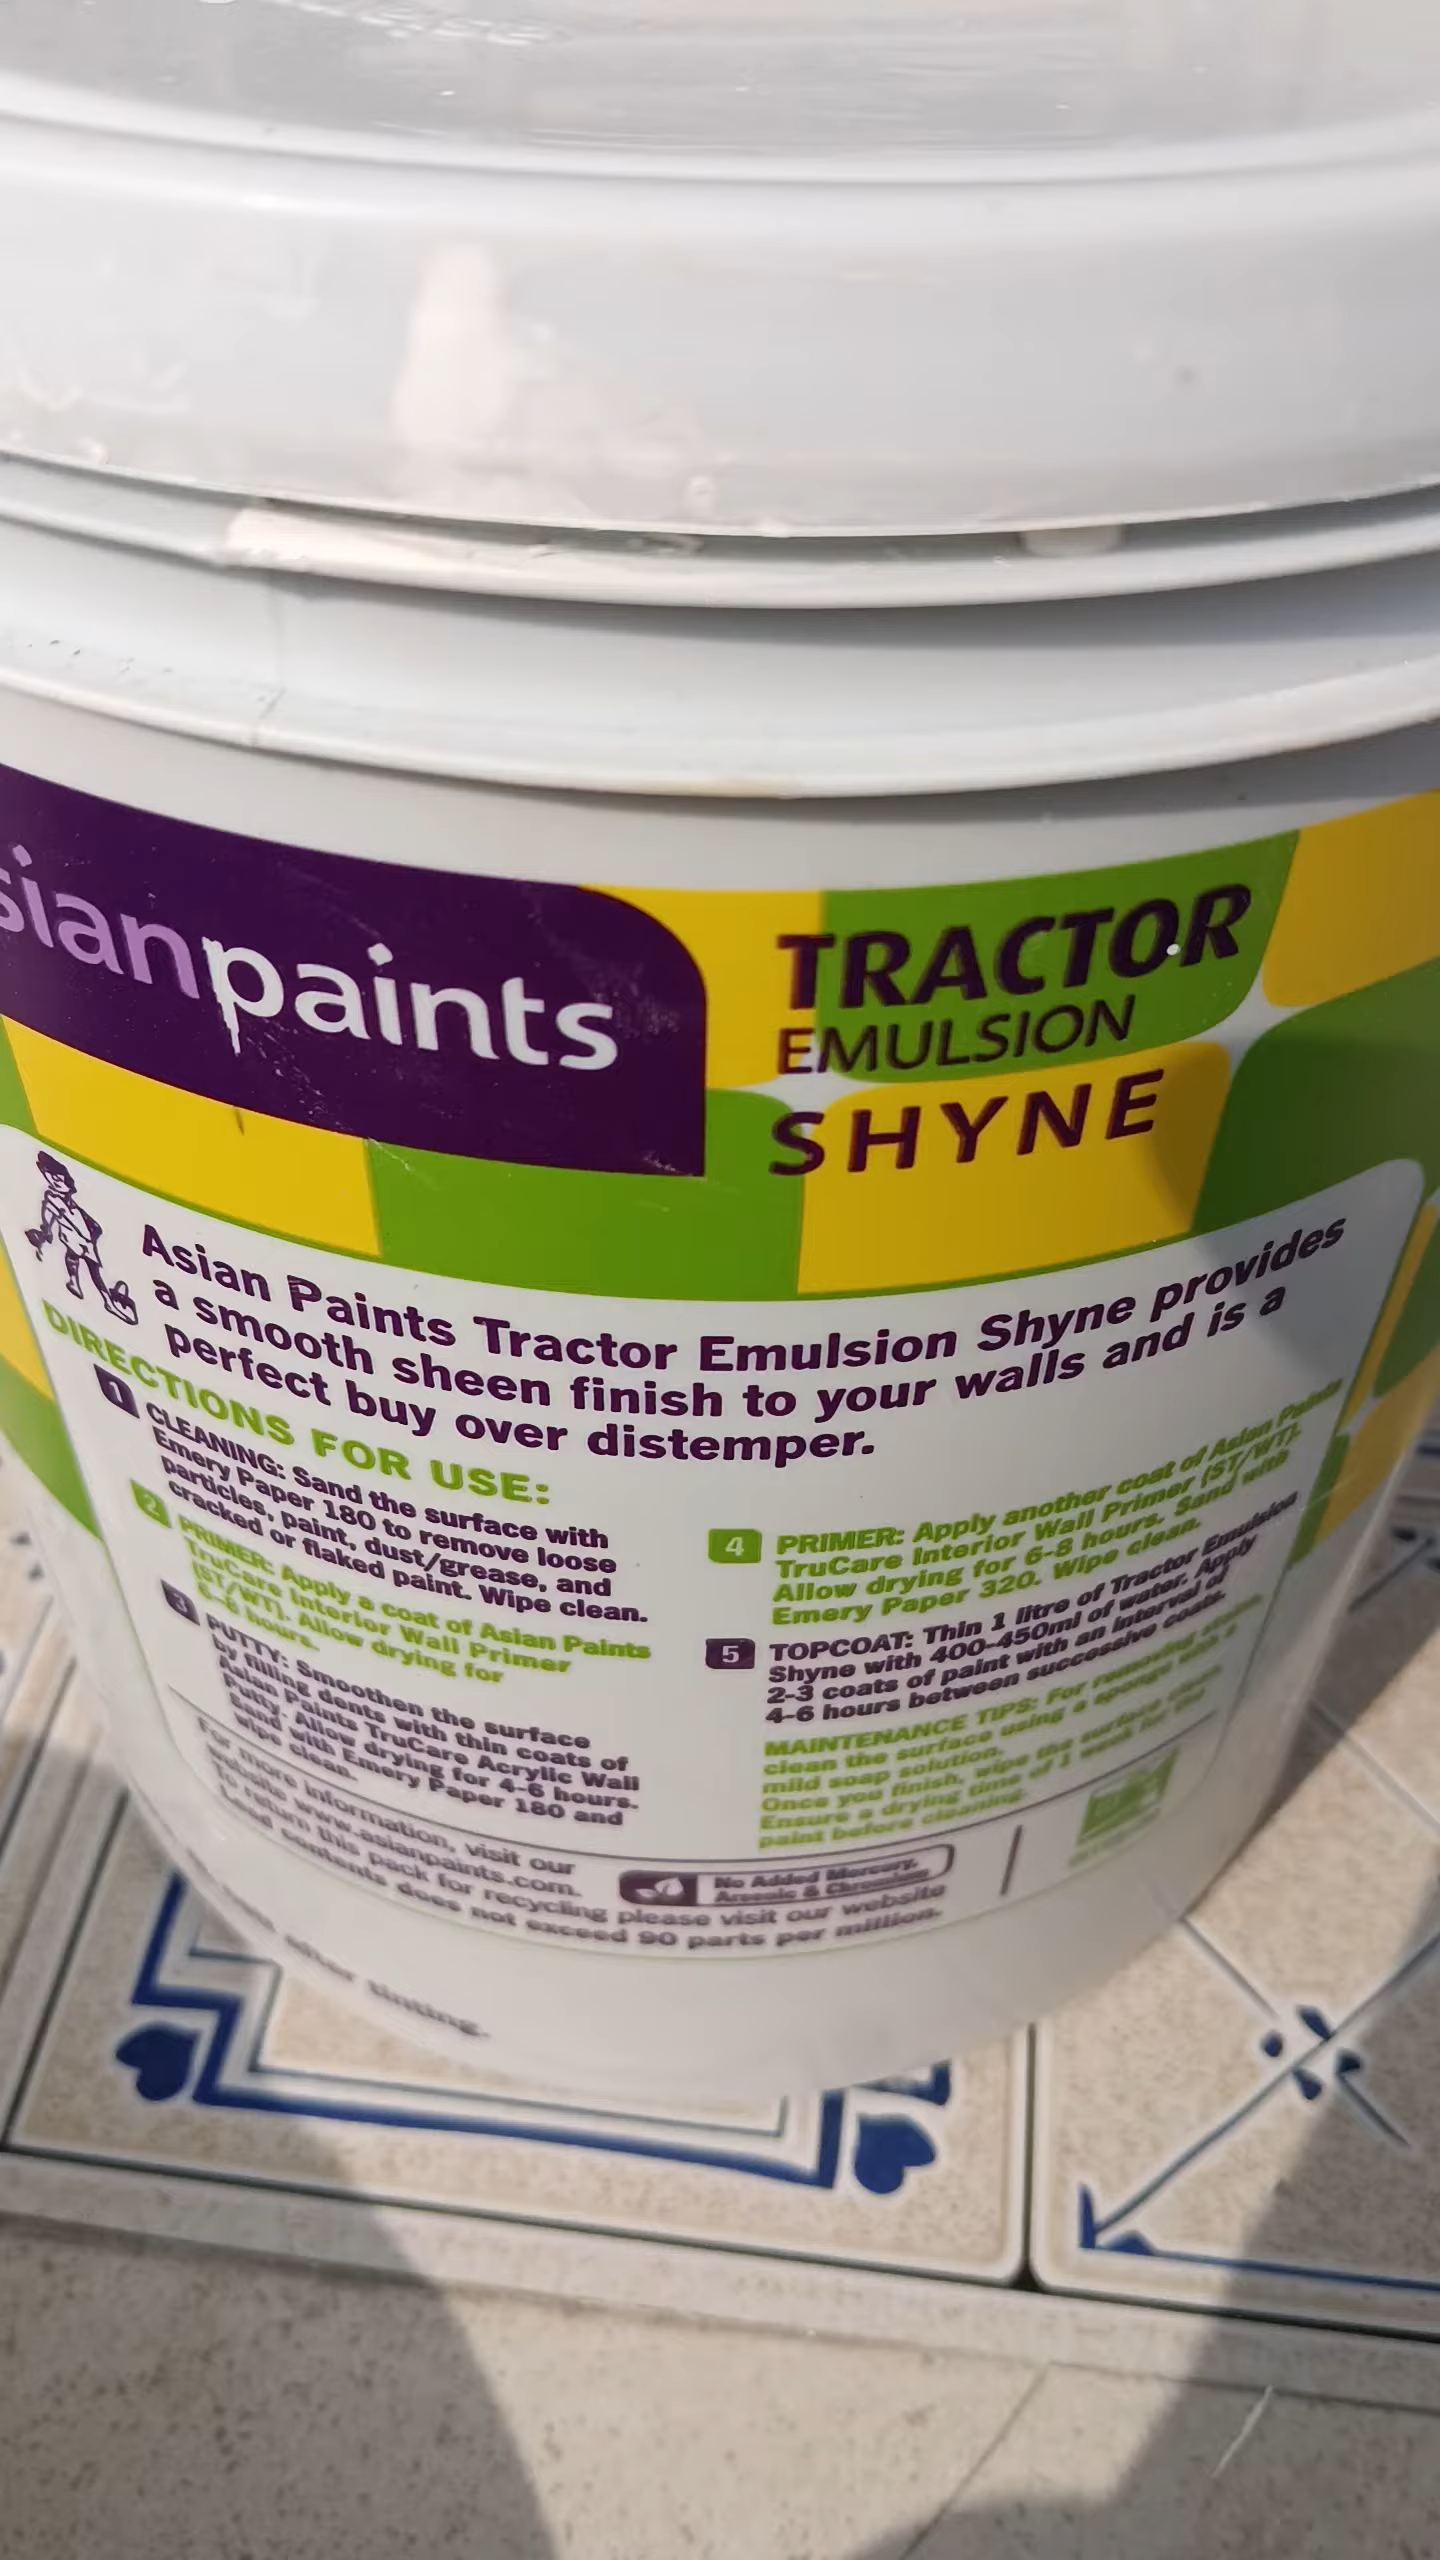 sianpaints
TRACTOR
EMULSION
SHYNE
Asian Paints Tractor Emulsion Shyne provides
a smooth sheen finish to your walls and is a
perfect buy over distemper.
DIRECTIONS FOR USE:
1 CLEANING: Sand the surface with
Emery Paper 180 to remove loose
particles, paint, dust/grease, and
cracked or flaked paint. Wipe clean.
2 PRIMER: Apply a coat of Asian Paints
TruCare Interior Wall Primer
(ST/WT). Allow drying for
6-8 hours.
3 PUTTY: Smoothen the surface
by filling dents with thin coats of
Asian Paints TruCare Acrylic Wall
Putty. Allow drying for 4-6 hours.
Sand with Emery Paper 180 and
wipe clean.
4 PRIMER: Apply another coat of Asian Paints
TruCare Interior Wall Primer (ST/WT).
Allow drying for 6-8 hours. Sand with
Emery Paper 320. Wipe clean.
5 TOPCOAT: Thin 1 litre of Tractor Emulsion
Shyne with 400-450ml of water. Apply
2-3 coats of paint with an interval of
4-6 hours between successive coats.
MAINTENANCE TIPS: For removing
clean the surface using a sponge with a
mild soap solution.
Once you finish, wipe the surface
Ensure a drying time of 1 week for the
paint before cleaning.
For more information, visit our
website www.asianpaints.com.
To return this pack for recycling please visit our website
Lead contents does not exceed 90 parts per million.
No Added Mercury,
Arsenic & Chromium
after tinting.